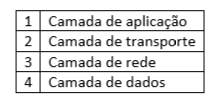 1 Camada de aplicação
2 Camada de transporte
3 Camada de rede
4 Camada de dados